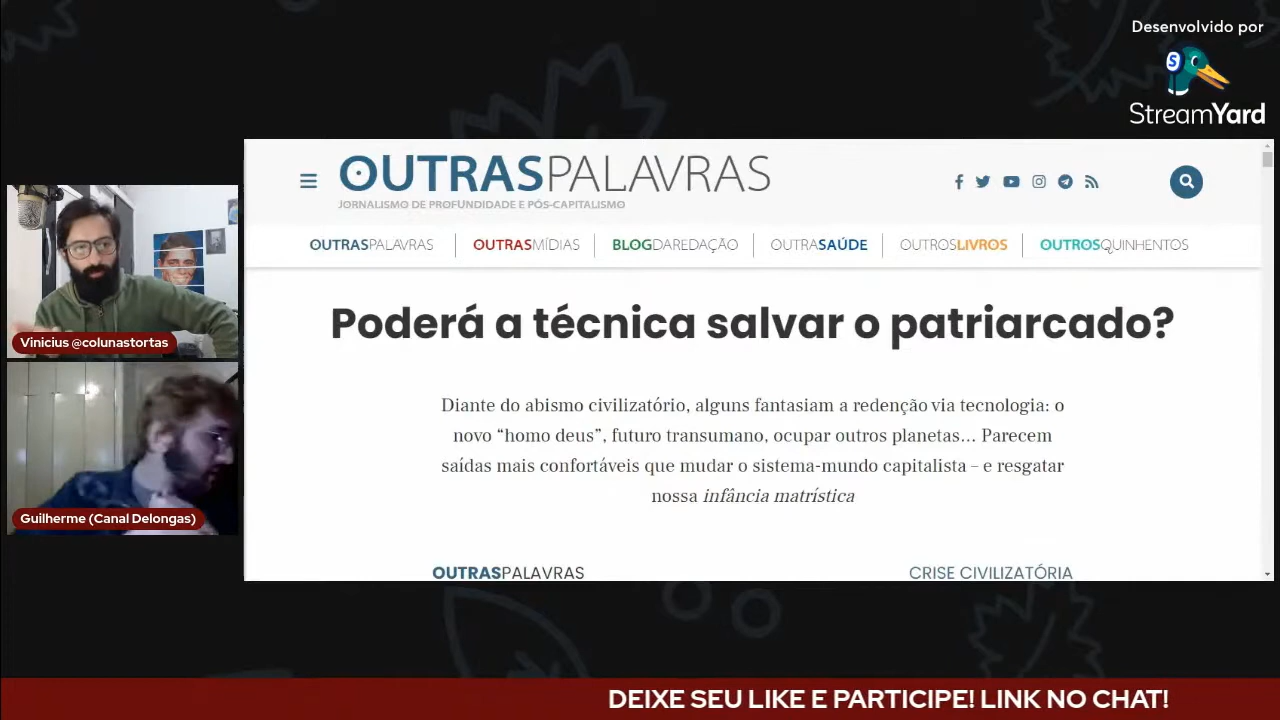 Desenvolvido por
StreamYard
OUTRASPALAVRAS
JORNALISMO DE PROFUNDIDADE E PÓS-CAPITALISMO
OUTRASPALAVRAS
OUTRASMÍDIAS
BLOGDAREDAÇÃO
OUTRASAÚDE
OUTROSLIVROS
OUTROSQUINHENTOS
Poderá a técnica salvar o patriarcado?
Diante do abismo civilizatório, alguns fantasiam a redenção via tecnologia: o
novo “homo deus”, futuro transumano, ocupar outros planetas... Parecem
saídas mais confortáveis que mudar o sistema-mundo capitalista – e resgatar
nossa infância matrística
OUTRASPALAVRAS
CRISE CIVILIZATÓRIA
Vinicius @colunastortas
Guilherme (Canal Delongas)
DEIXE SEU LIKE E PARTICIPE! LINK NO CHAT!